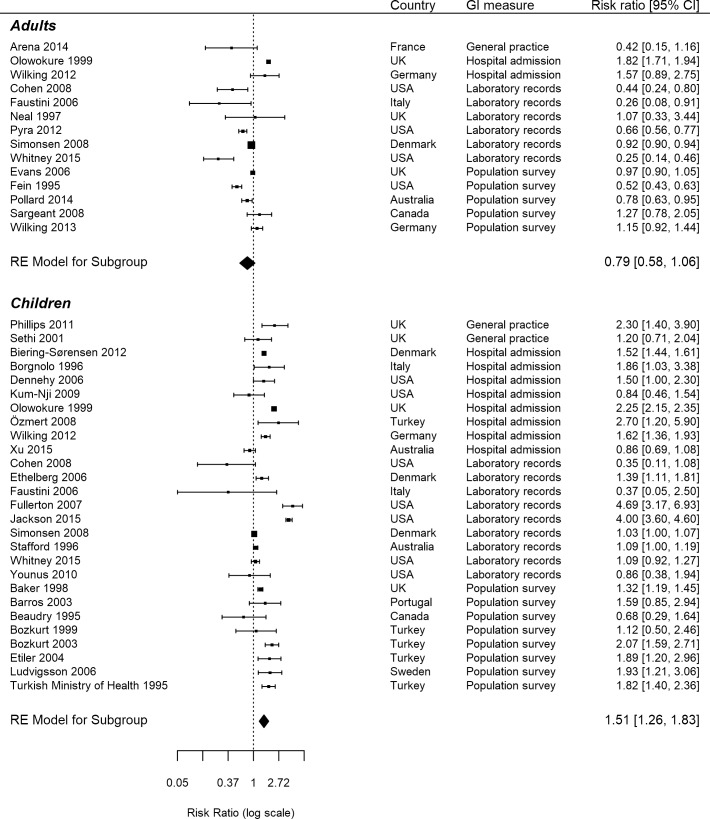 Country GI measure Risk ratio [95% CI]
Adults
Arena 2014 France General practice 0.42 [0.15, 1.16]
Olowokure 1999 UK Hospital admission 1.82 [1.71, 1.94]
Wilking 2012 Germany Hospital admission 1.57 [0.89, 2.75]
Cohen 2008 USA Laboratory records 0.44 [0.24, 0.80]
Faustini 2006 Italy Laboratory records 0.26 [0.08, 0.91]
Neal 1997 UK Laboratory records 1.07 [0.33, 3.44]
Pyra 2012 USA Laboratory records 0.66 [0.56, 0.77]
Simonsen 2008 Denmark Laboratory records 0.92 [0.90, 0.94]
Whitney 2015 USA Laboratory records 0.25 [0.14, 0.46]
Evans 2006 UK Population survey 0.97 [0.90, 1.05]
Fein 1995 USA Population survey 0.52 [0.43, 0.63]
Pollard 2014 Australia Population survey 0.78 [0.63, 0.95]
Sargeant 2008 Canada Population survey 1.27 [0.78, 2.05]
Wilking 2013 Germany Population survey 1.15 [0.92, 1.44]
RE Model for Subgroup 0.79 [0.58, 1.06]
Children
Phillips 2011 UK General practice 2.30 [1.40, 3.90]
Sethi 2001 UK General practice 1.20 [0.71, 2.04]
Biering-Sørensen 2012 Denmark Hospital admission 1.52 [1.44, 1.61]
Borgnolo 1996 Italy Hospital admission 1.86 [1.03, 3.38]
Dennehy 2006 USA Hospital admission 1.50 [1.00, 2.30]
Kum-Nji 2009 USA Hospital admission 0.84 [0.46, 1.54]
Olowokure 1999 UK Hospital admission 2.25 [2.15, 2.35]
Özmert 2008 Turkey Hospital admission 2.70 [1.20, 5.90]
Wilking 2012 Germany Hospital admission 1.62 [1.36, 1.93]
Xu 2015 Australia Hospital admission 0.86 [0.69, 1.08]
Cohen 2008 USA Laboratory records 0.35 [0.11, 1.08]
Ethelberg 2006 Denmark Laboratory records 1.39 [1.11, 1.81]
Faustini 2006 Italy Laboratory records 0.37 [0.05, 2.50]
Fullerton 2007 USA Laboratory records 4.69 [3.17, 6.93]
Jackson 2015 USA Laboratory records 4.00 [3.60, 4.60]
Simonsen 2008 Denmark Laboratory records 1.03 [1.00, 1.07]
Stafford 1996 Australia Laboratory records 1.09 [1.00, 1.19]
Whitney 2015 USA Laboratory records 1.09 [0.92, 1.27]
Younus 2010 USA Laboratory records 0.86 [0.38, 1.94]
Baker 1998 UK Population survey 1.32 [1.19, 1.45]
Barros 2003 Portugal Population survey 1.59 [0.85, 2.94]
Beaudry 1995 Canada Population survey 0.68 [0.29, 1.64]
Bozkurt 1999 Turkey Population survey 1.12 [0.50, 2.46]
Bozkurt 2003 Turkey Population survey 2.07 [1.59, 2.71]
Etiler 2004 Turkey Population survey 1.89 [1.20, 2.96]
Ludvigsson 2006 Sweden Population survey 1.93 [1.21, 3.06]
Turkish Ministry of Health 1995 Turkey Population survey 1.82 [1.40, 2.36]
RE Model for Subgroup 1.51 [1.26, 1.83]
0.05 0.37 1 2.72
Risk Ratio (log scale)